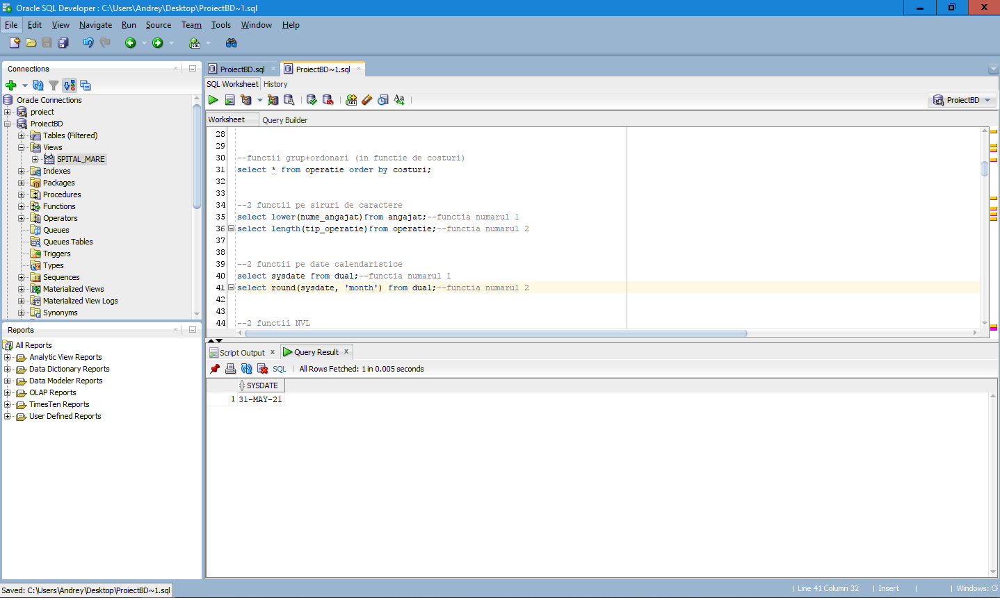 Oracle SQL Developer : C:\Users\Andrey\Desktop\ProiectBD~1.sql
File Edit View Navigate Run Source Team Tools Window Help
Connections
Oracle Connections
proiect
ProiectBD
Tables (Filtered)
Views
SPITAL_MARE
Indexes
Packages
Procedures
Functions
Operators
Queues
Queues Tables
Triggers
Types
Sequences
Materialized Views
Materialized View Logs
Synonyms
Reports
All Reports
Analytic View Reports
Data Dictionary Reports
Data Modeler Reports
OLAP Reports
TimesTen Reports
User Defined Reports
ProiectBD.sql ProiectBD~1.sql
SQL Worksheet History
ProiectBD
Worksheet Query Builder
28
29
30 --functii grup+ordonari (in functie de costuri)
31 select * from operatie order by costuri;
32
33
34 --2 functii pe siruri de caractere
35 select lower(nume_angajat)from angajat;--functia numarul 1
36 select length(tip_operatie)from operatie;--functia numarul 2
37
38
39 --2 functii pe date calendaristice
40 select sysdate from dual;--functia numarul 1
41 select round(sysdate, 'month') from dual;--functia numarul 2
42
43
44 --2 functii NVL
Script Output x Query Result x
SQL | All Rows Fetched: 1 in 0.005 seconds
SYSDATE
1 31-MAY-21
Saved: C:\Users\Andrey\Desktop\ProiectBD~1.sql
| Line 41 Column 32 | Insert | | Windows: CF